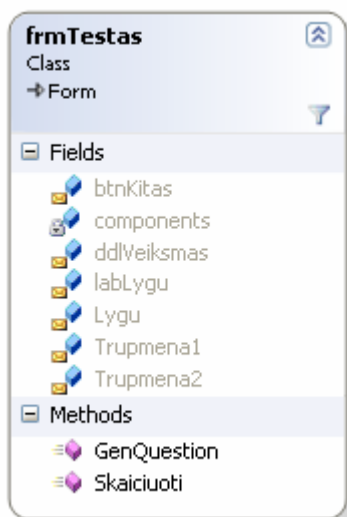 frmTestas
Class
Form
Fields
btnKitas
components
ddlVeiksmas
labLygu
Lygu
Trupmena1
Trupmena2
Methods
GenQuestion
Skaiciuoti